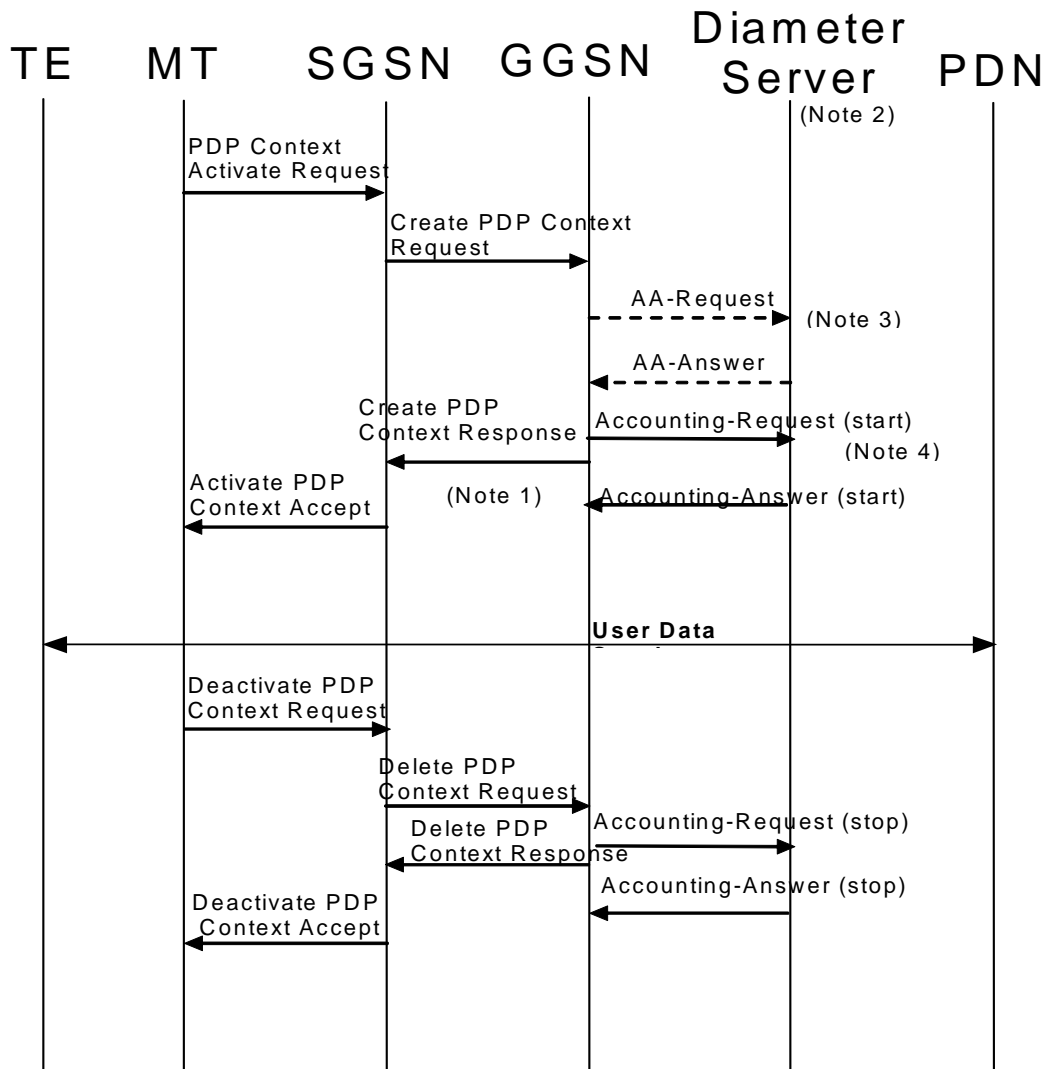 TE MT SGSN GGSN Diameter Server PDN
(Note 2)
PDP Context
Activate Request
Create PDP Context
Request
AA-Request
(Note 3)
AA-Answer
Create PDP
Context Response
Accounting-Request (start)
(Note 4)
Activate PDP
Context Accept
(Note 1)
Accounting-Answer (start)
User Data
Deactivate PDP
Context Request
Delete PDP
Context Request
Accounting-Request (stop)
Delete PDP
Context Response
Accounting-Answer (stop)
Deactivate PDP
Context Accept